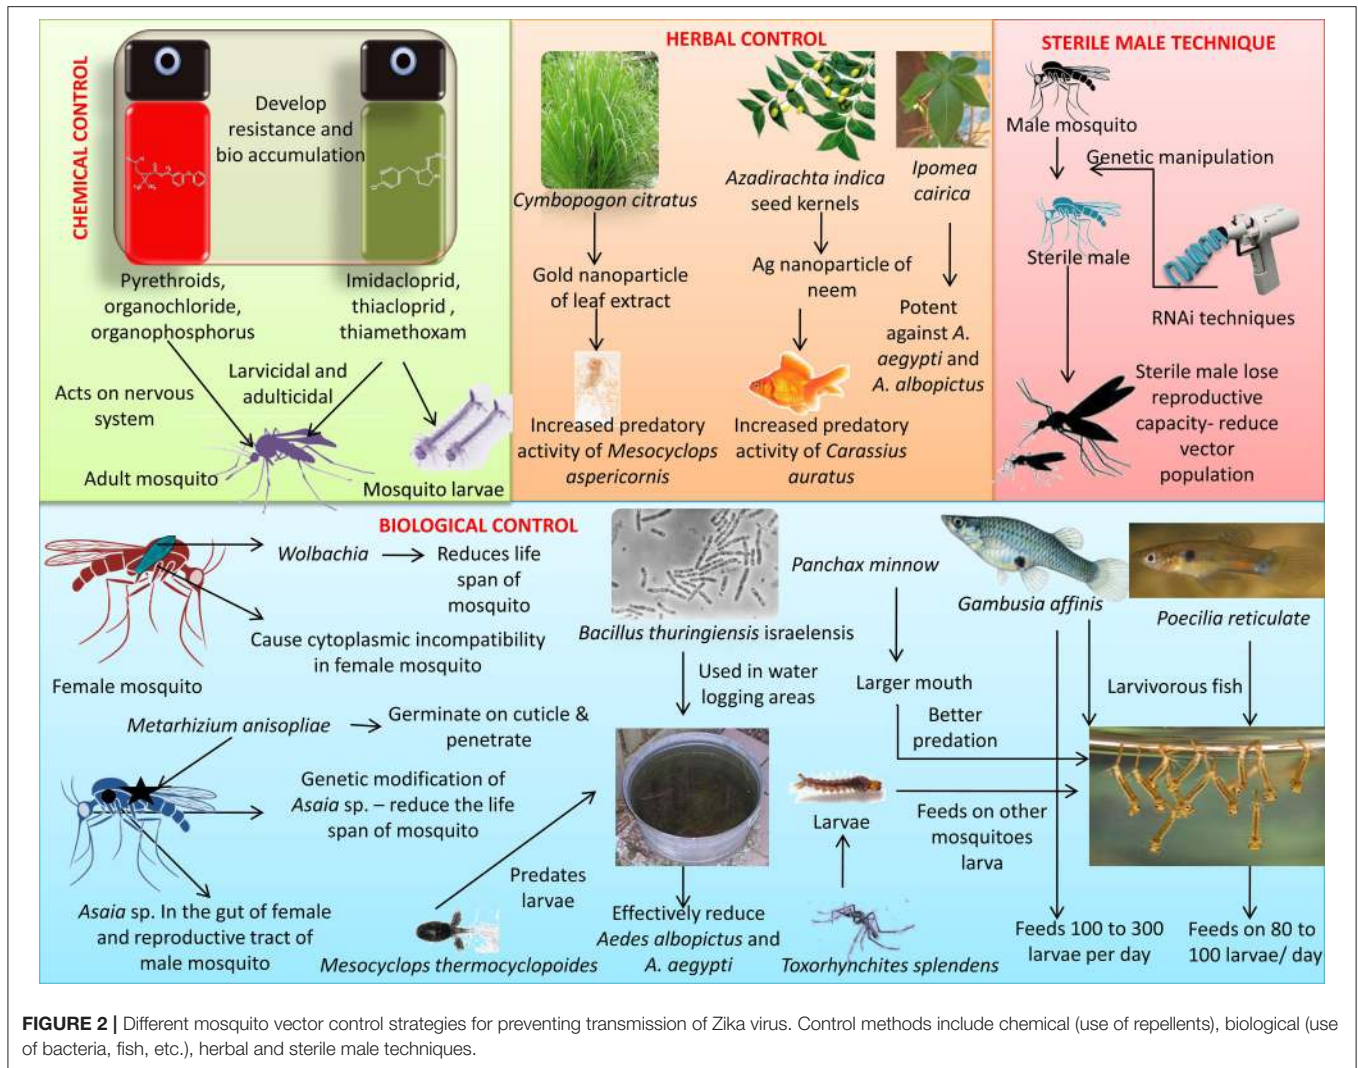 CHEMICAL CONTROL
Develop
resistance and
bio accumulation
Pyrethroids,
organochloride,
organophosphorus
Imidacloprid,
thiacloprid ,
thiamethoxam
Acts on nervous
system
Larvicidal and
adulticidal
Adult mosquito
Mosquito larvae
HERBAL CONTROL
Cymbopogon citratus
Gold nanoparticle
of leaf extract
Increased predatory
activity of Mesocyclops
aspericornis
Azadirachta indica
seed kernels
Ag nanoparticle of
neem
Increased predatory
activity of Carassius
auratus
Ipomea
cairica
Potent
against A.
aegypti and
A. albopictus
STERILE MALE TECHNIQUE
Male mosquito
Genetic manipulation
Sterile male
RNAi techniques
Sterile male lose
reproductive
capacity- reduce
vector
population
BIOLOGICAL CONTROL
Wolbachia
Reduces life
span of
mosquito
Cause cytoplasmic incompatibility
in female mosquito
Female mosquito
Metarhizium anisopliae
Germinate on cuticle &
penetrate
Genetic modification of
Asaia sp. – reduce the life
span of mosquito
Asaia sp. In the gut of female
and reproductive tract of
male mosquito
Bacillus thuringiensis israelensis
Used in water
logging areas
Predates
larvae
Mesocyclops thermocyclopoides
Effectively reduce
Aedes albopictus and
A. aegypti
Panchax minnow
Larger mouth
Better
predation
Larvae
Feeds on other
mosquitoes
larva
Toxorhynchites splendens
Gambusia affinis
Poecilia reticulate
Larvivorous fish
Feeds 100 to 300
larvae per day
Feeds on 80 to
100 larvae/ day
FIGURE 2 | Different mosquito vector control strategies for preventing transmission of Zika virus. Control methods include chemical (use of repellents), biological (use
of bacteria, fish, etc.), herbal and sterile male techniques.